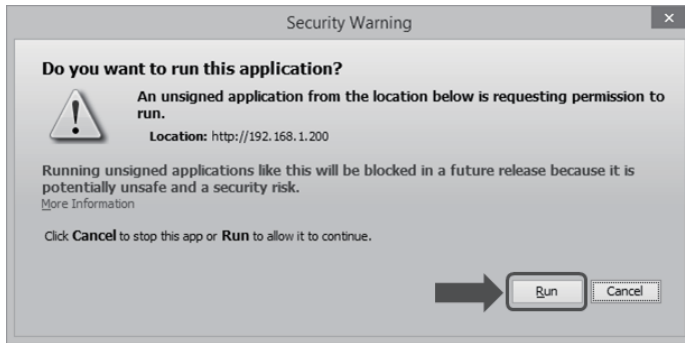 Security Warning
x
Do you want to run this application?
An unsigned application from the location below is requesting permission to
run.
Location: http://192.168.1.200
Running unsigned applications like this will be blocked in a future release because it is
potentially unsafe and a security risk.
More Information
Click Cancel to stop this app or Run to allow it to continue.
Run Cancel